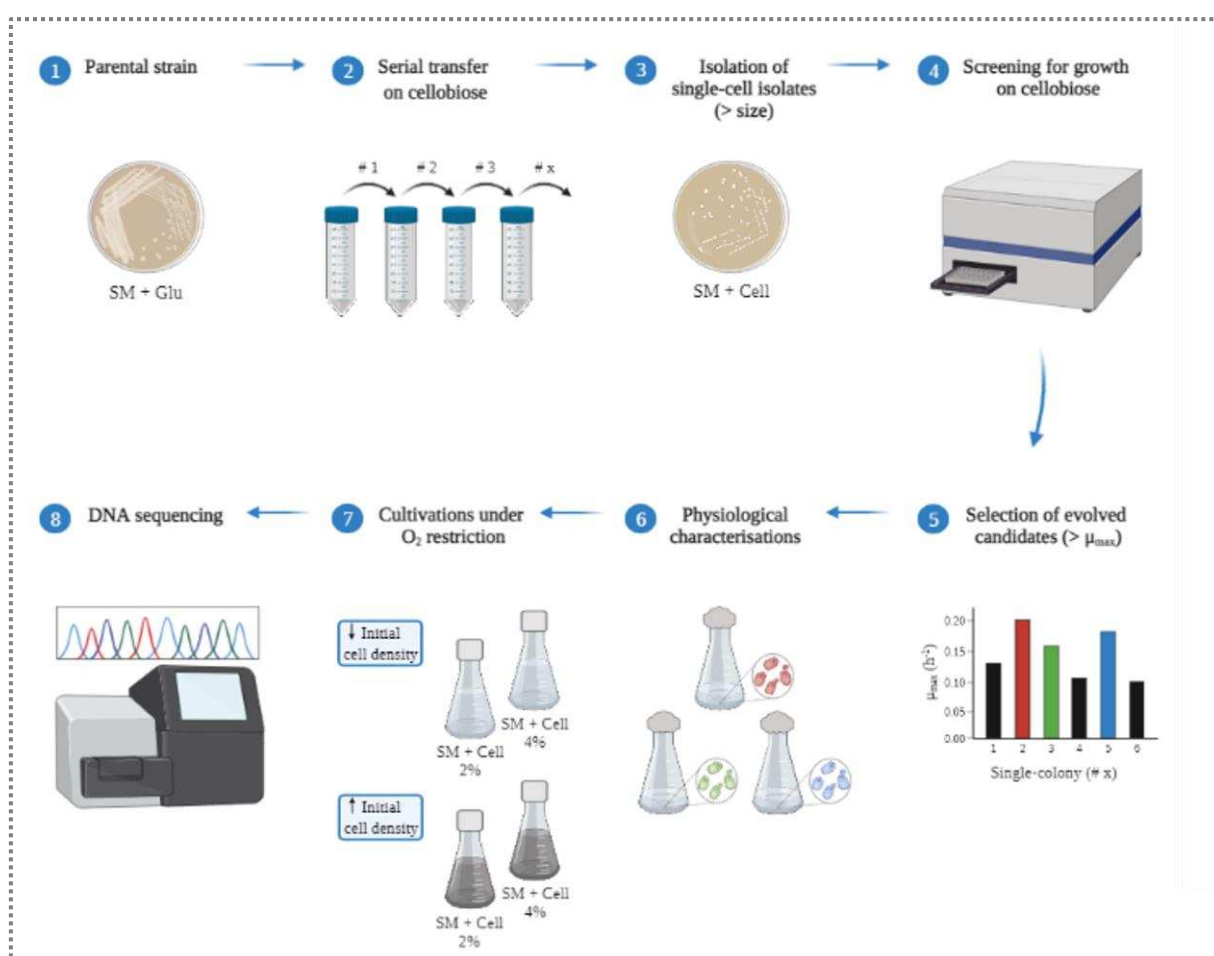 1 Parental strain
SM + Glu
2 Serial transfer
on cellobiose
# 1 # 2 # 3 # x
3 Isolation of
single-cell isolates
(> size)
SM + Cell
4 Screening for growth
on cellobiose
5 Selection of evolved
candidates (> μmax)
μmax (h-1)
0.20
0.15
0.10
0.05
0.00
1 2 3 4 5 6
Single-colony (# x)
6 Physiological
characterisations
7 Cultivations under
O2 restriction
↓ Initial
cell density
SM + Cell
4%
SM + Cell
2%
↑ Initial
cell density
SM + Cell
4%
SM + Cell
2%
8 DNA sequencing